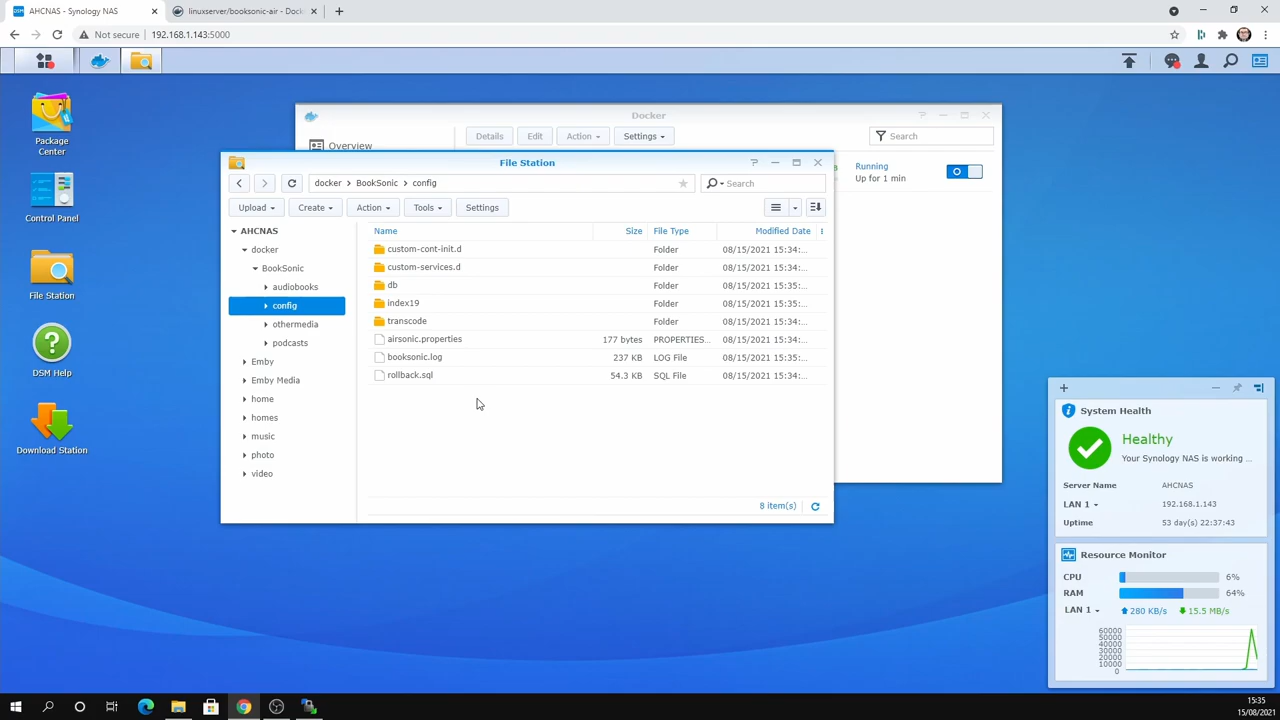 AHCNAS - Synology NAS
linuxserver/booksonic-air - Dock
Not secure
192.168.1.143:5000
Package
Center
Control Panel
File Station
DSM Help
Download Station
Docker
Overview
Details
Edit
Action
Settings
Search
Running
Up for 1 min
File Station
docker
BookSonic
config
Search
Upload
Create
Action
Tools
Settings
AHCNAS
docker
BookSonic
audiobooks
config
othermedia
podcasts
Emby
Emby Media
home
homes
music
photo
video
Name Size File Type Modified Date
custom-cont-init.d Folder 08/15/2021 15:34:...
custom-services.d Folder 08/15/2021 15:34:...
db Folder 08/15/2021 15:35:...
index19 Folder 08/15/2021 15:35:...
transcode Folder 08/15/2021 15:34:...
airsonic.properties 177 bytes PROPERTIES... 08/15/2021 15:34:...
booksonic.log 237 KB LOG File 08/15/2021 15:35:...
rollback.sql 54.3 KB SQL File 08/15/2021 15:34:...
8 item(s)
System Health
Healthy
Your Synology NAS is working ...
Server Name AHCNAS
LAN 1 192.168.1.143
Uptime 53 day(s) 22:37:43
Resource Monitor
CPU 6%
RAM 64%
LAN 1 280 KB/s 15.5 MB/s
60000
50000
40000
30000
20000
10000
0
15:35
15/08/2021